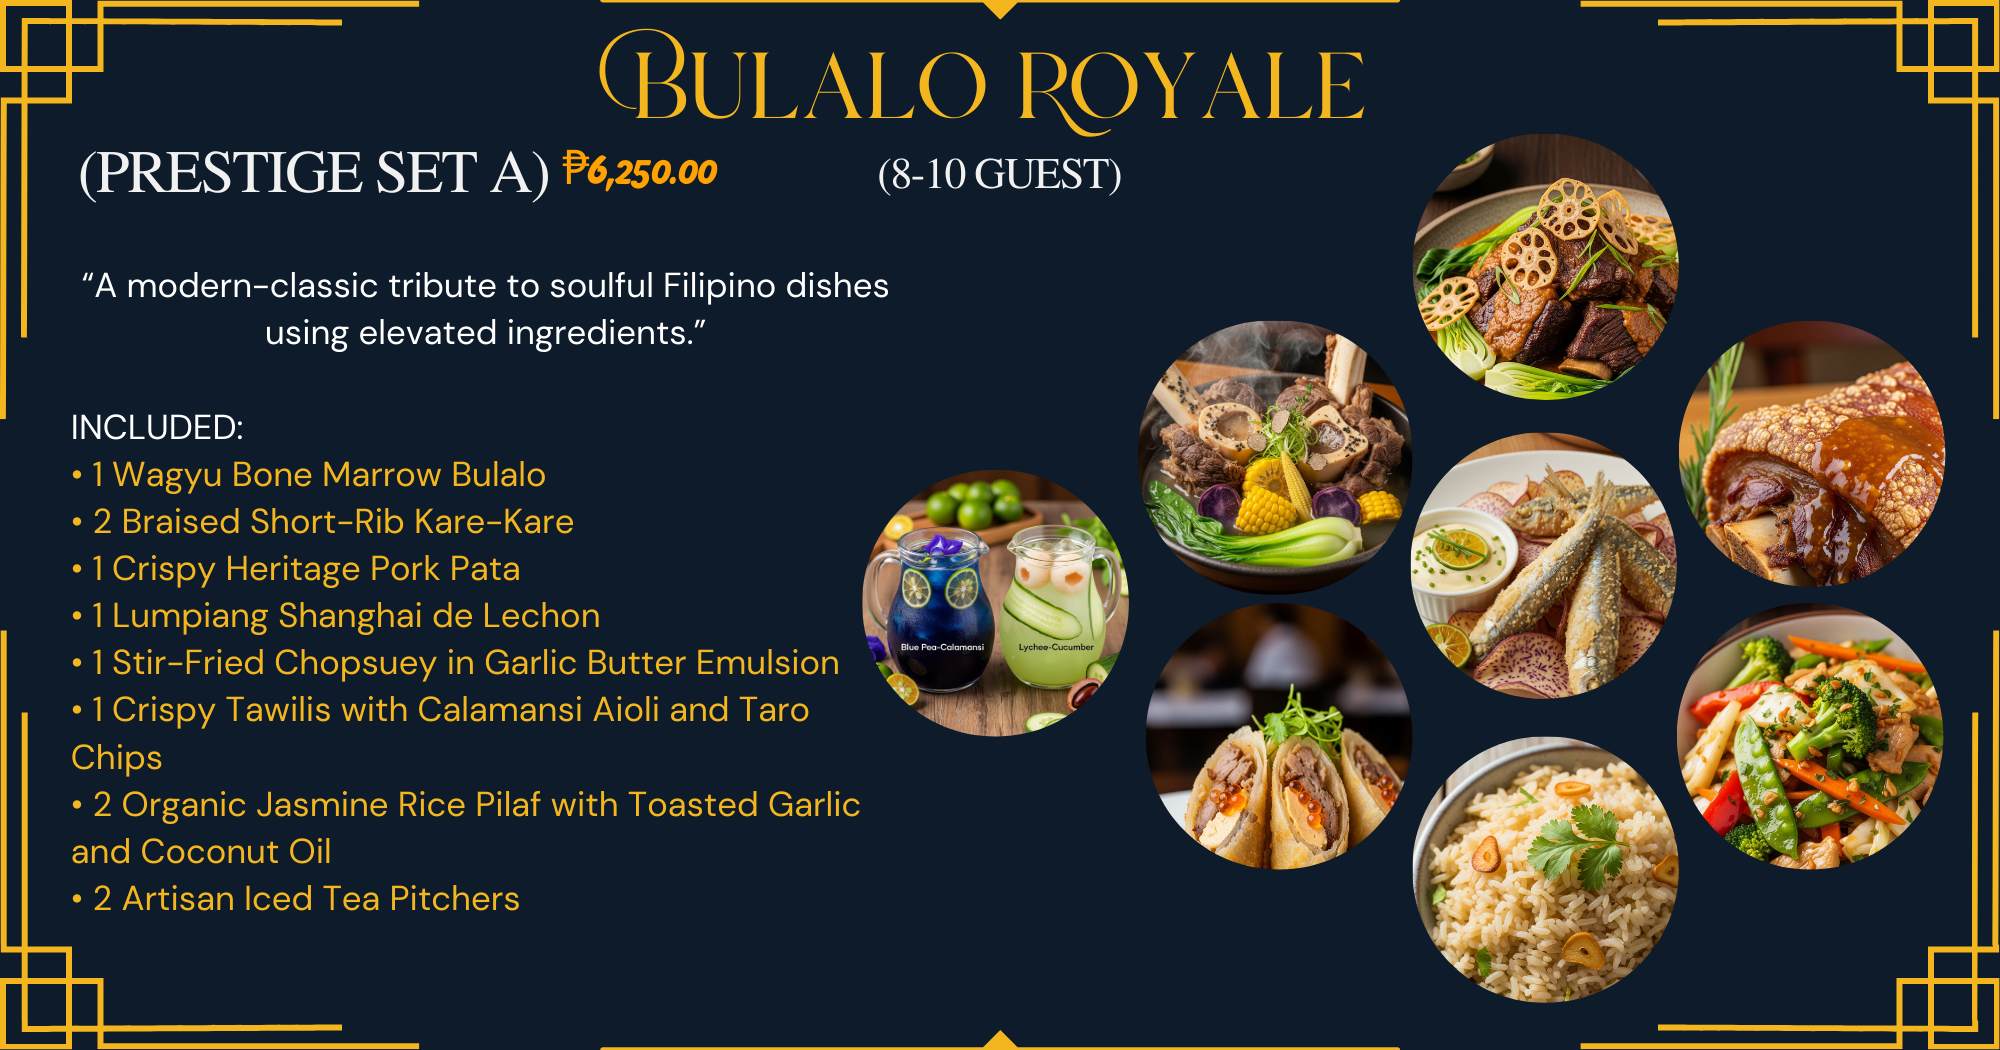 BULALO ROYALE
(PRESTIGE SET A) ₱6,250.00 (8-10 GUEST)
“A modern-classic tribute to soulful Filipino dishes
using elevated ingredients.”
INCLUDED:
• 1 Wagyu Bone Marrow Bulalo
• 2 Braised Short-Rib Kare-Kare
• 1 Crispy Heritage Pork Pata
• 1 Lumpiang Shanghai de Lechon
• 1 Stir-Fried Chopsuey in Garlic Butter Emulsion
• 1 Crispy Tawilis with Calamansi Aioli and Taro
Chips
• 2 Organic Jasmine Rice Pilaf with Toasted Garlic
and Coconut Oil
• 2 Artisan Iced Tea Pitchers
Blue Pea-Calamansi
Lychee-Cucumber